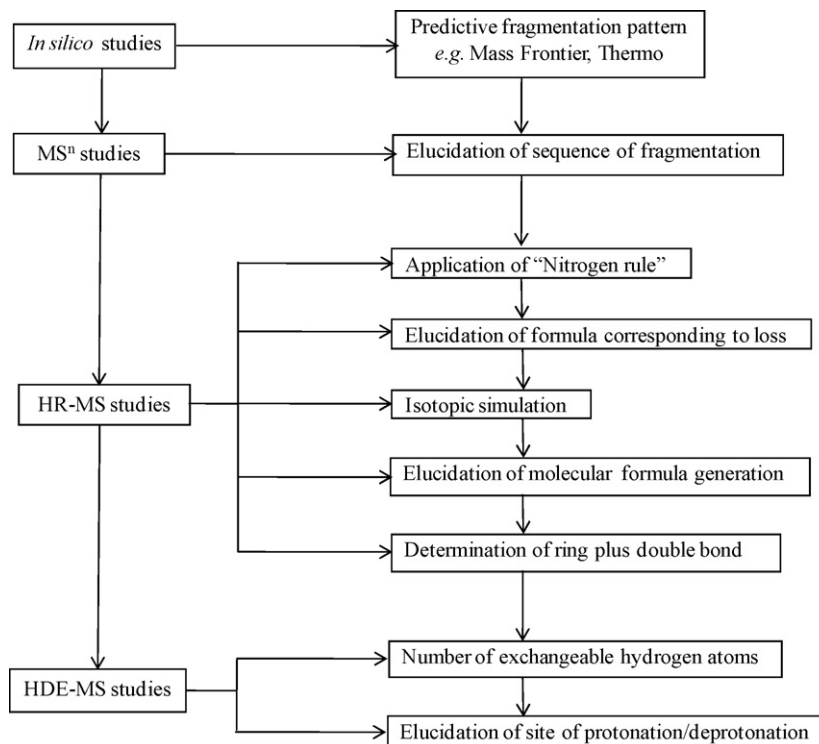 In silico studies
Predictive fragmentation pattern
e.g. Mass Frontier, Thermo
MSⁿ studies
Elucidation of sequence of fragmentation
Application of “Nitrogen rule”
Elucidation of formula corresponding to loss
HR-MS studies
Isotopic simulation
Elucidation of molecular formula generation
Determination of ring plus double bond
HDE-MS studies
Number of exchangeable hydrogen atoms
Elucidation of site of protonation/deprotonation